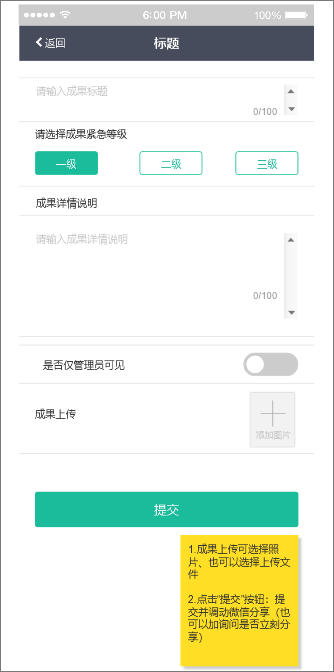 6:00 PM
100%
返回
标题
请输入成果标题
0/100
请选择成果紧急等级
一级
二级
三级
成果详情说明
请输入成果详情说明
0/100
是否仅管理员可见
成果上传
添加图片
提交
1.成果上传可选择照
片、也可以选择上传文
件
2.点击“提交”按钮：提
交并调动微信分享（也
可以加询问是否立刻分
享）